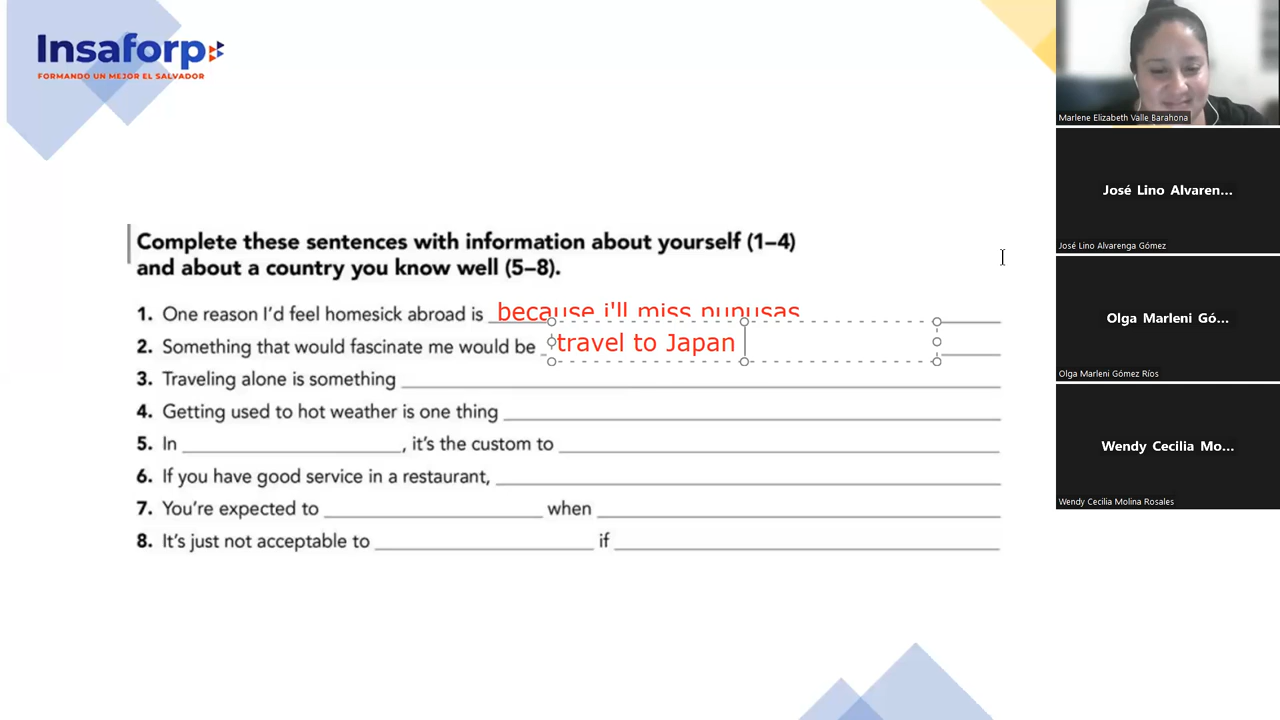 Insaforp
FORMANDO UN MEJOR EL SALVADOR
Complete these sentences with information about yourself (1–4)
and about a country you know well (5–8).
1. One reason I'd feel homesick abroad is because i'll miss pupusas
2. Something that would fascinate me would be travel to Japan
3. Traveling alone is something
4. Getting used to hot weather is one thing
5. In , it's the custom to
6. If you have good service in a restaurant,
7. You're expected to when
8. It's just not acceptable to if
Marlene Elizabeth Valle Barahona
José Lino Alvaren...
José Lino Alvarenga Gómez
Olga Marleni Gó...
Olga Marleni Gómez Ríos
Wendy Cecilia Mo...
Wendy Cecilia Molina Rosales